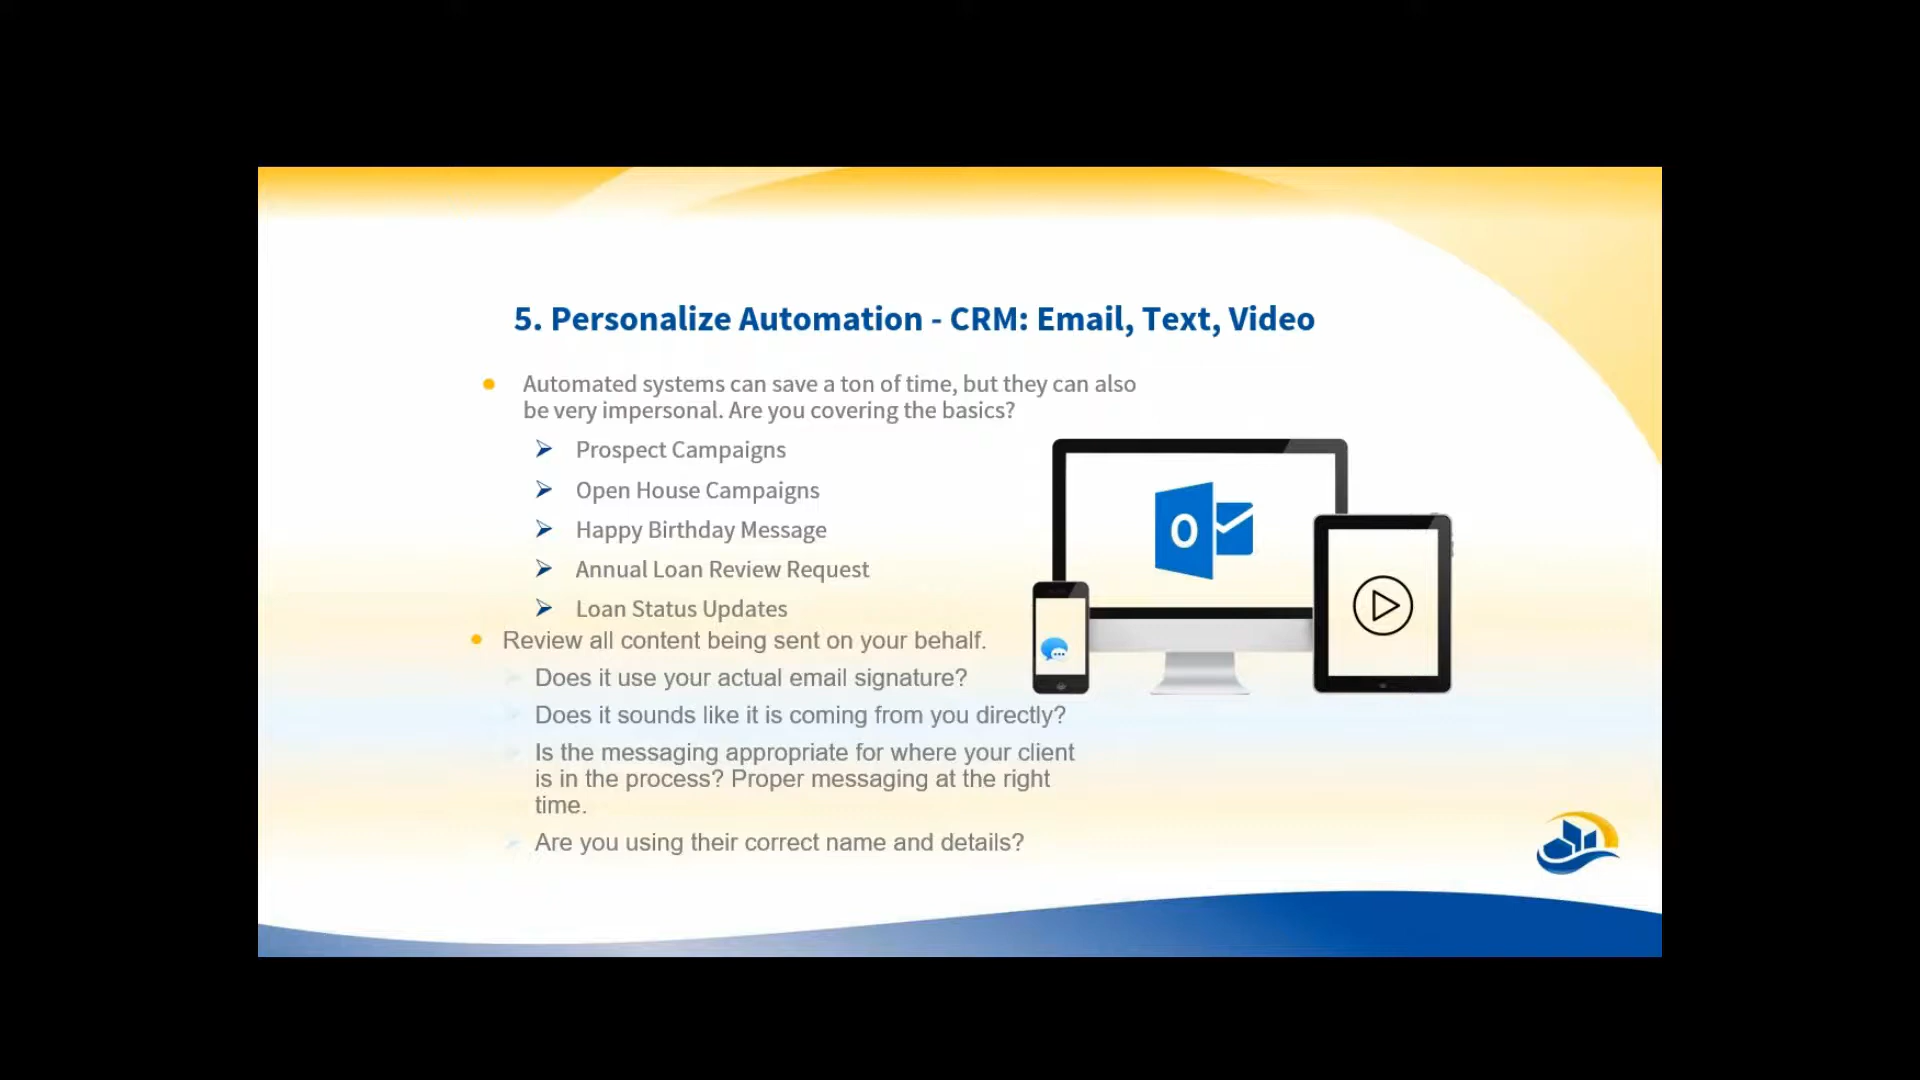 5. Personalize Automation - CRM: Email, Text, Video
Automated systems can save a ton of time, but they can also
be very impersonal. Are you covering the basics?
Prospect Campaigns
Open House Campaigns
Happy Birthday Message
Annual Loan Review Request
Loan Status Updates
Review all content being sent on your behalf.
Does it use your actual email signature?
Does it sounds like it is coming from you directly?
Is the messaging appropriate for where your client
is in the process? Proper messaging at the right
time.
Are you using their correct name and details?
O